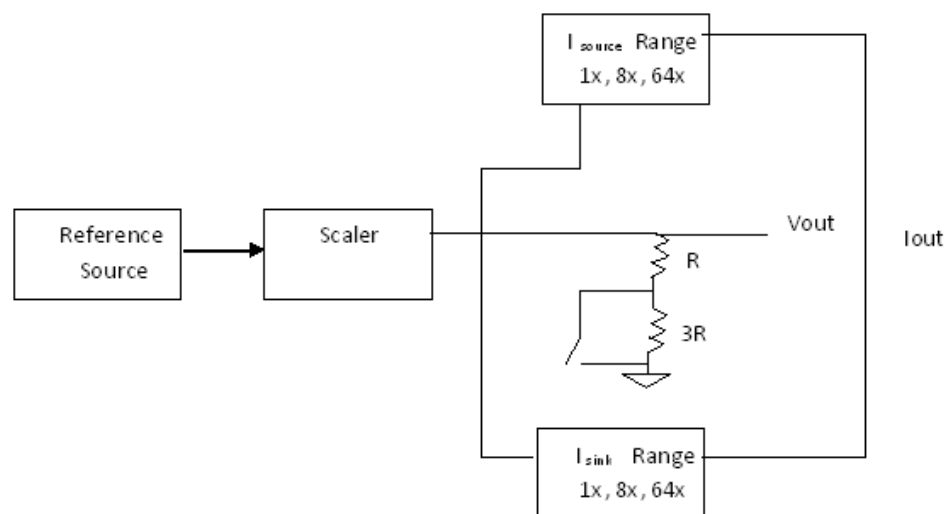 I source Range
1x, 8x, 64x
Reference
Source
Scaler
Vout
Iout
R
3R
I sink Range
1x, 8x, 64x